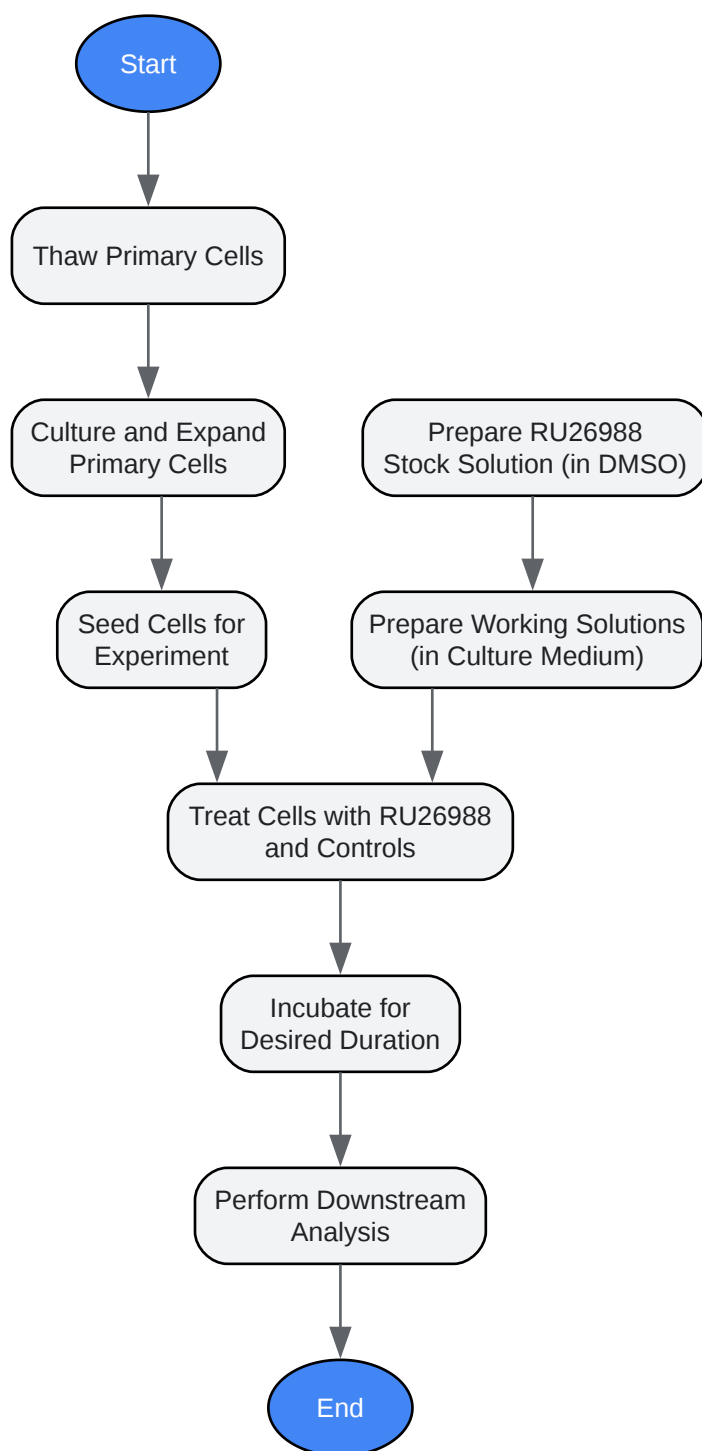 Start
Thaw Primary Cells
Culture and Expand
Primary Cells
Prepare RU26988
Stock Solution (in DMSO)
Seed Cells for
Experiment
Prepare Working Solutions
(in Culture Medium)
Treat Cells with RU26988
and Controls
Incubate for
Desired Duration
Perform Downstream
Analysis
End